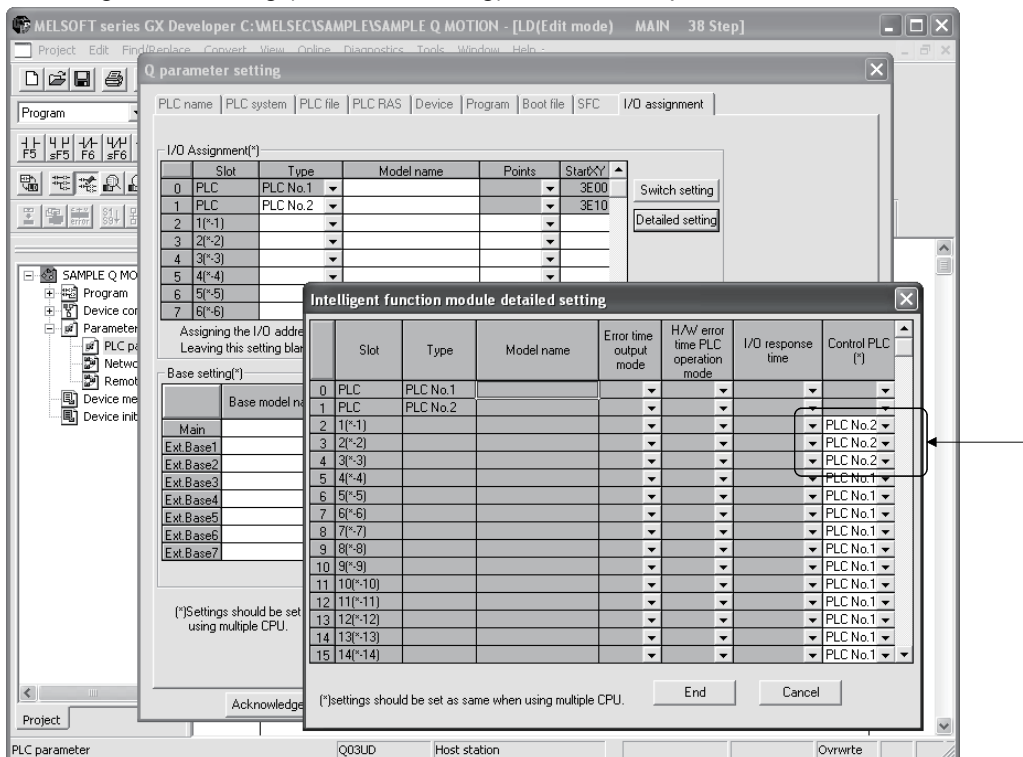 MELSOFT series GX Developer C:\MELSEC\SAMPLE\SAMPLE Q MOTION - [LD(Edit mode) MAIN 38 Step]
Project Edit Find/Replace Convert View Online Diagnostics Tools Window Help
Q parameter setting
Program
PLC name PLC system PLC file PLC RAS Device Program Boot file SFC I/O assignment
F5 sF5 F6 sF6
I/O Assignment(*)
Slot Type Model name Points StartXY
0 PLC PLC No.1 3E00
1 PLC PLC No.2 3E10
2 1(*-1)
3 2(*-2)
4 3(*-3)
5 4(*-4)
6 5(*-5)
7 6(*-6)
Switch setting
Detailed setting
Assigning the I/O addre
Leaving this setting blar
Base setting(*)
Base model na
Main
Ext.Base1
Ext.Base2
Ext.Base3
Ext.Base4
Ext.Base5
Ext.Base6
Ext.Base7
(*)Settings should be set
using multiple CPU.
Acknowledge
SAMPLE Q MO
Program
Device cor
Parameter
PLC pa
Netwo
Remot
Device me
Device init
Project
Intelligent function module detailed setting
Slot Type Model name Error time output mode H/W error time PLC operation mode I/O response time Control PLC (*)
0 PLC PLC No.1
1 PLC PLC No.2
2 1(*-1) PLC No.2
3 2(*-2) PLC No.2
4 3(*-3) PLC No.2
5 4(*-4) PLC No.1
6 5(*-5) PLC No.1
7 6(*-6) PLC No.1
8 7(*-7) PLC No.1
9 8(*-8) PLC No.1
10 9(*-9) PLC No.1
11 10(*-10) PLC No.1
12 11(*-11) PLC No.1
13 12(*-12) PLC No.1
14 13(*-13) PLC No.1
15 14(*-14) PLC No.1
(*)settings should be set as same when using multiple CPU.
End Cancel
PLC parameter Q03UD Host station Ovrwrte